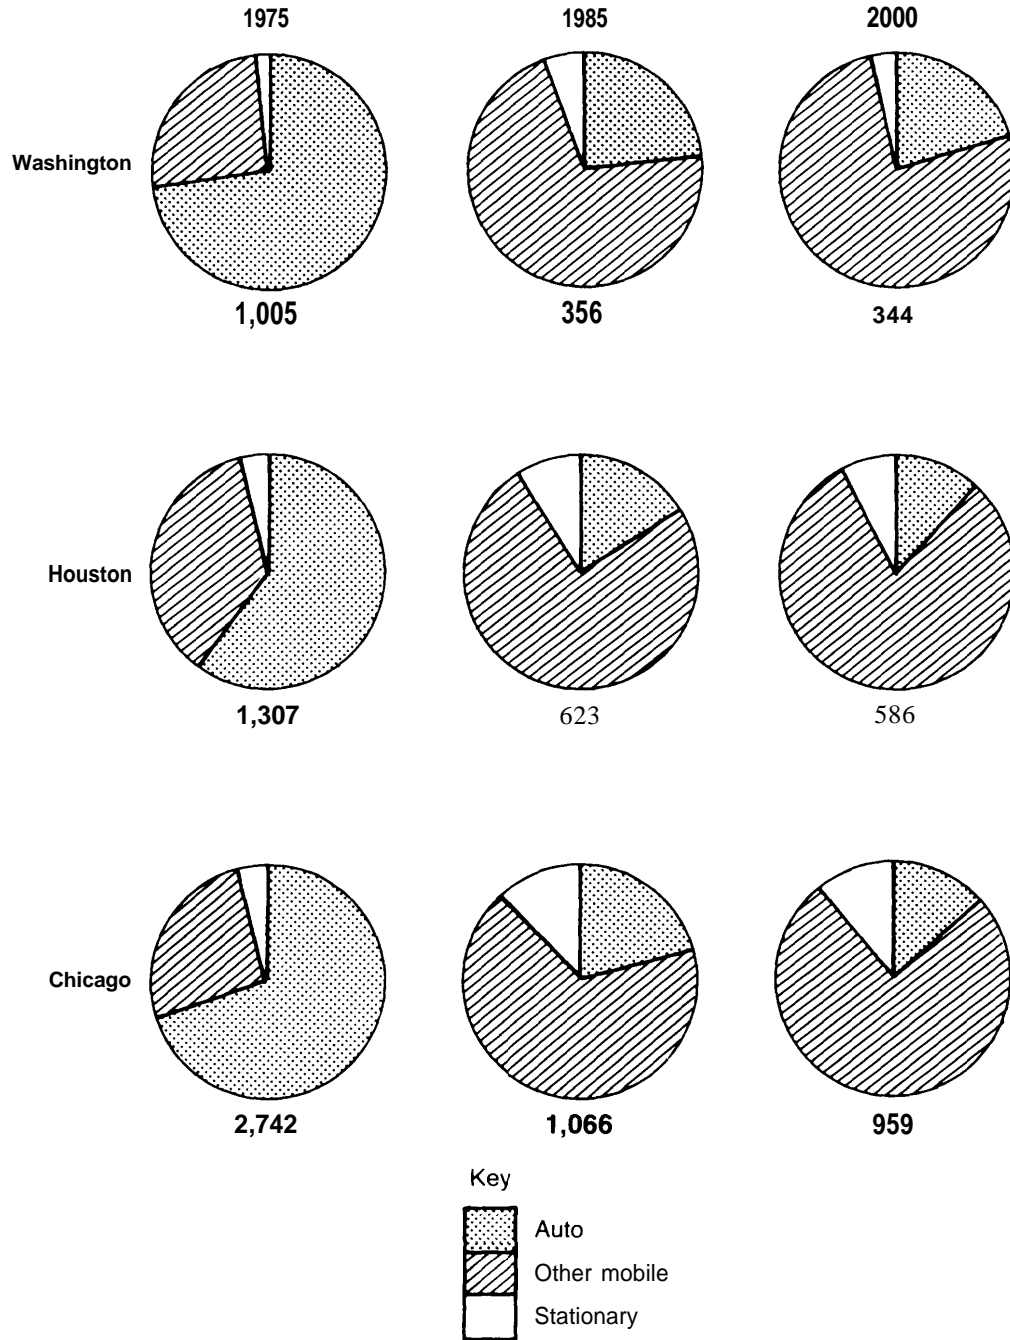 1975 1985 2000
Washington
1,005 356 344
Houston
1,307 623 586
Chicago
2,742 1,066 959
Key
Auto
Other mobile
Stationary